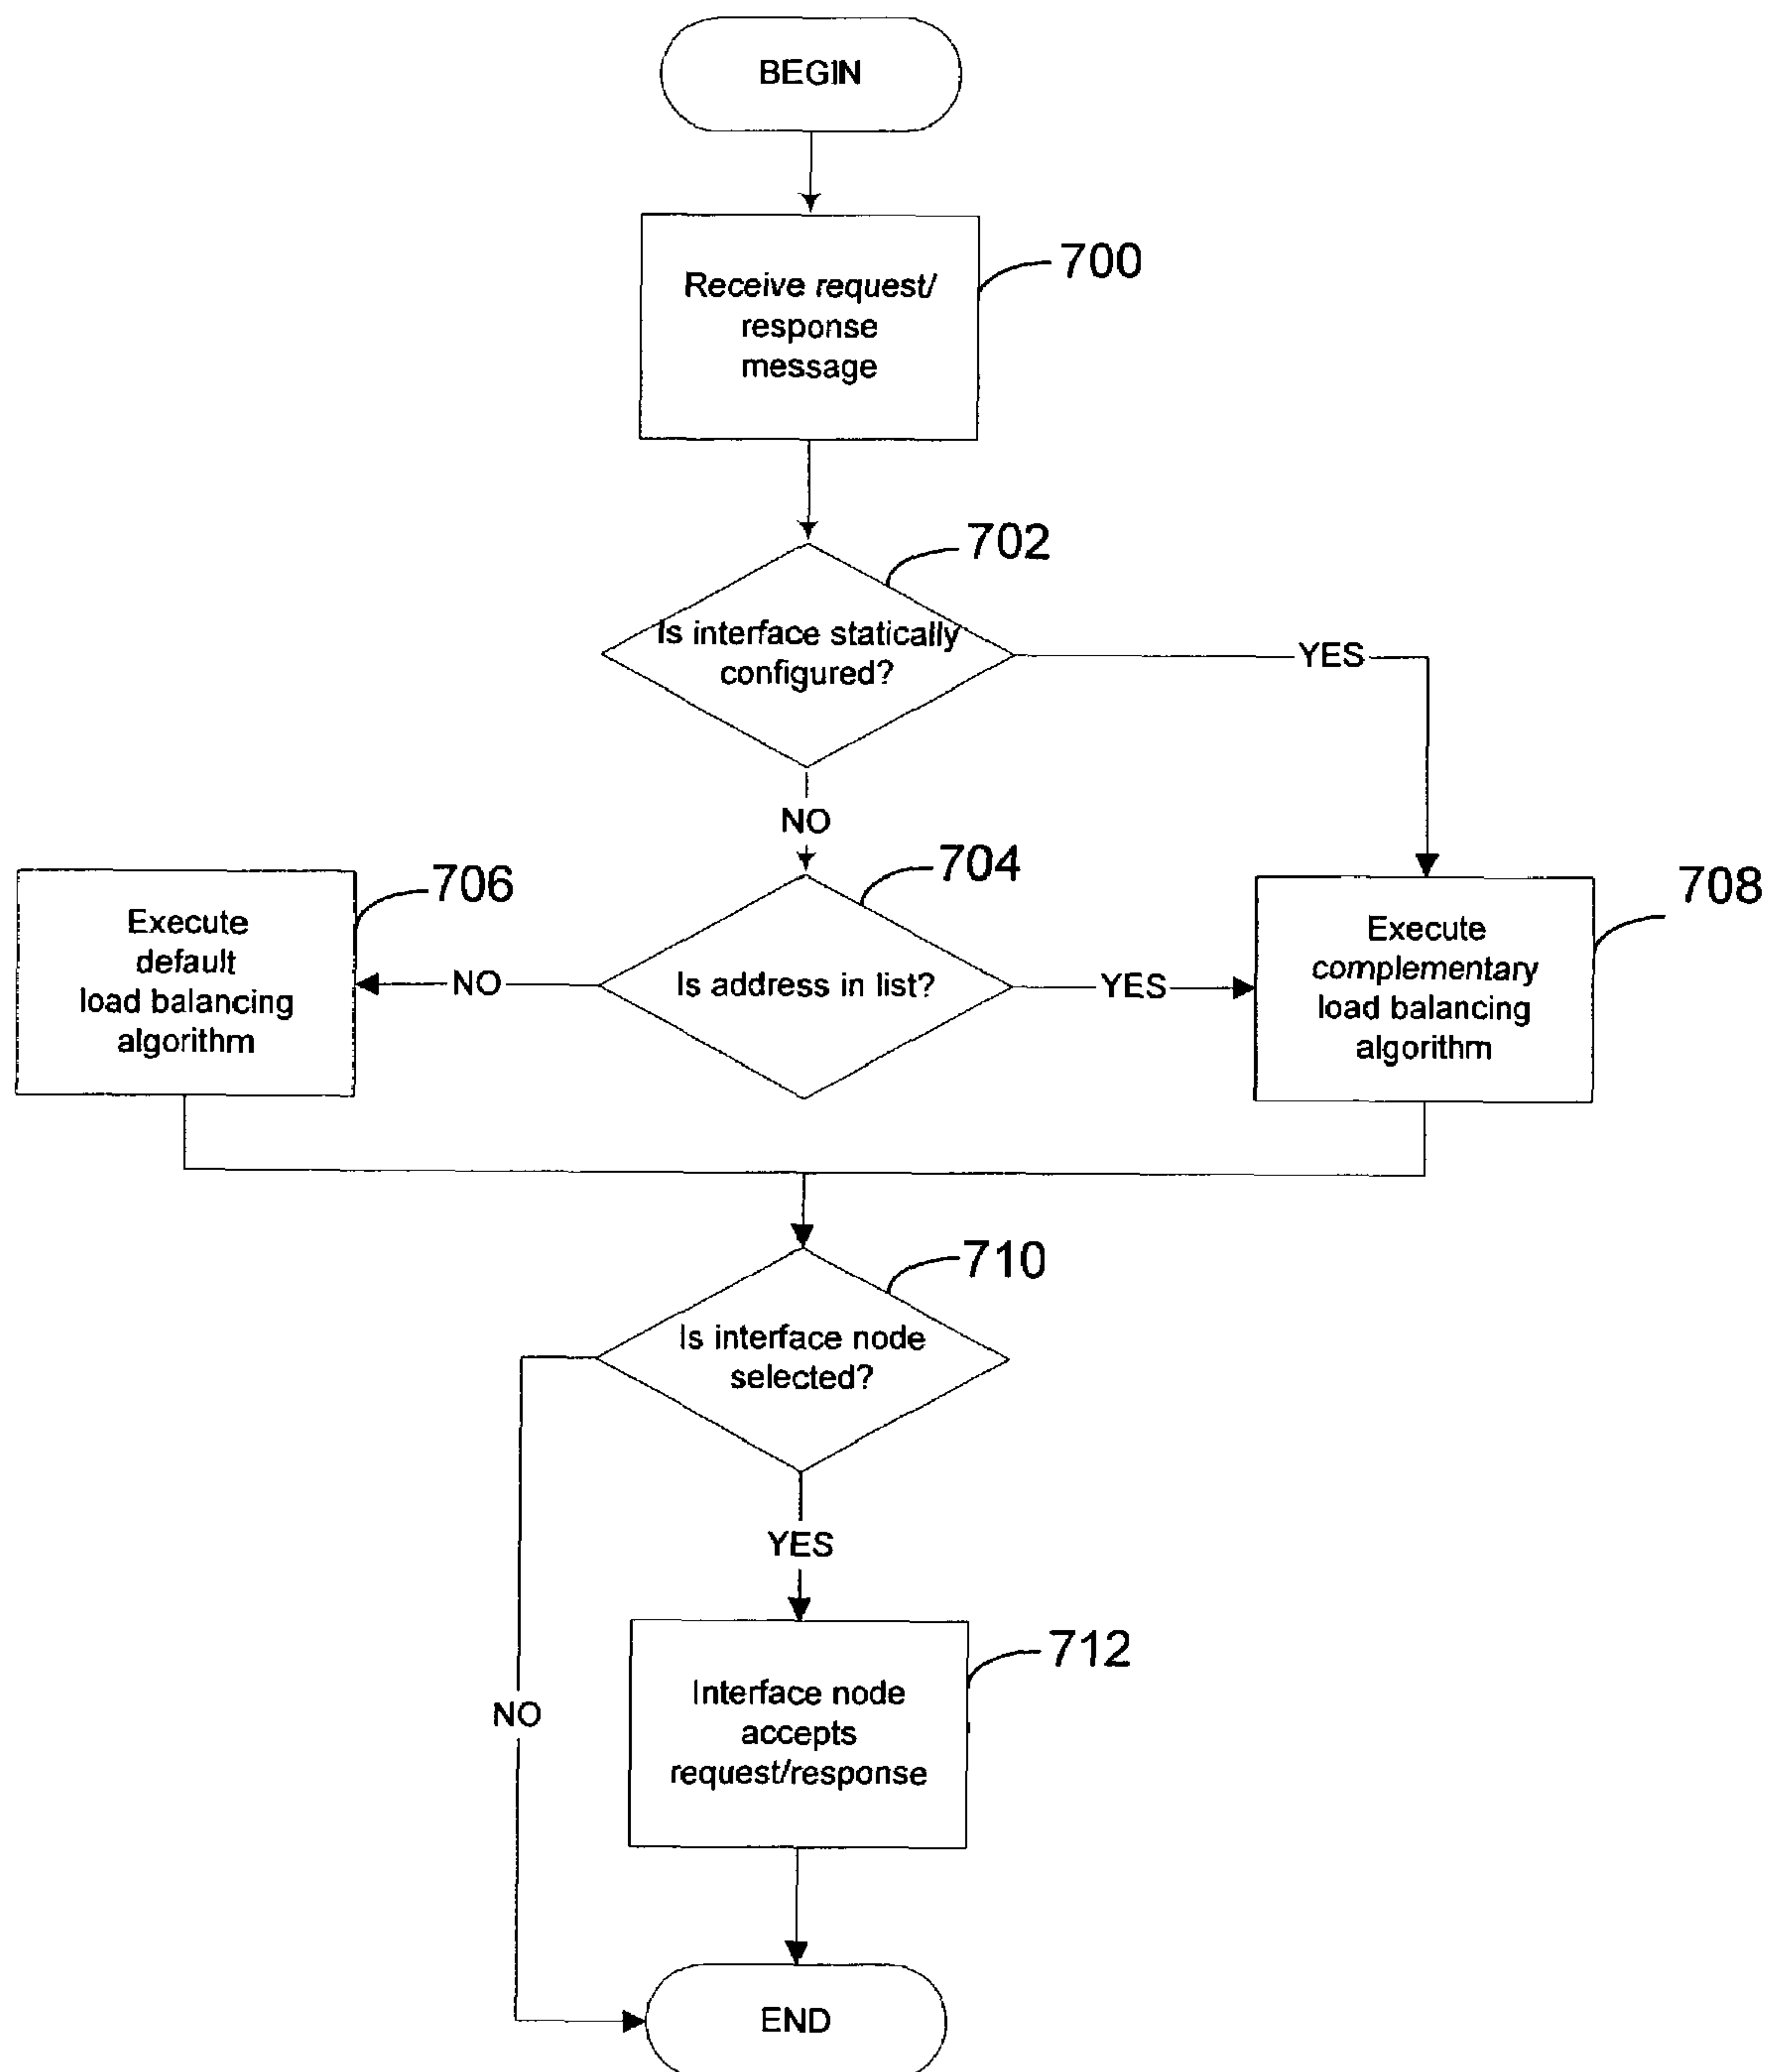 BEGIN
Receive request/
response
message
700
702
Is interface statically
configured?
YES
NO
704
706
708
Execute
default
load balancing
algorithm
NO
Is address in list?
YES
Execute
complementary
load balancing
algorithm
710
Is interface node
selected?
YES
712
Interface node
accepts
request/response
NO
END